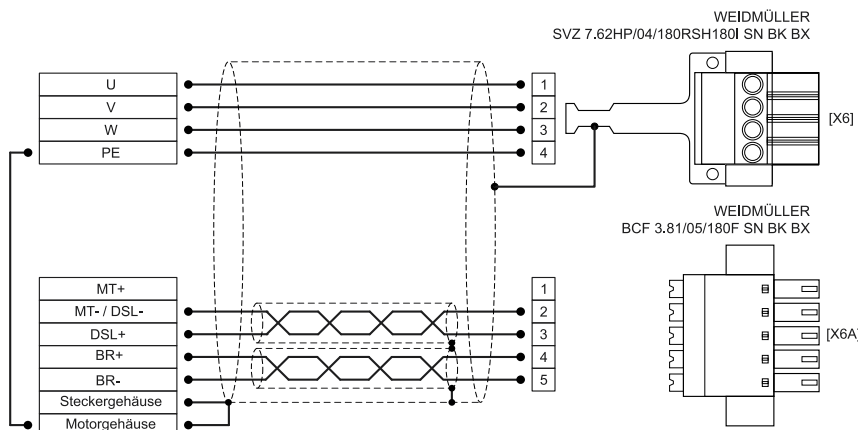 WEIDMÜLLER
SVZ 7.62HP/04/180RSH180I SN BK BX
U
V
W
PE
1
2
3
4
[X6]
WEIDMÜLLER
BCF 3.81/05/180F SN BK BX
MT+
MT- / DSL-
DSL+
BR+
BR-
Steckergehäuse
Motorgehäuse
1
2
3
4
5
[X6A]